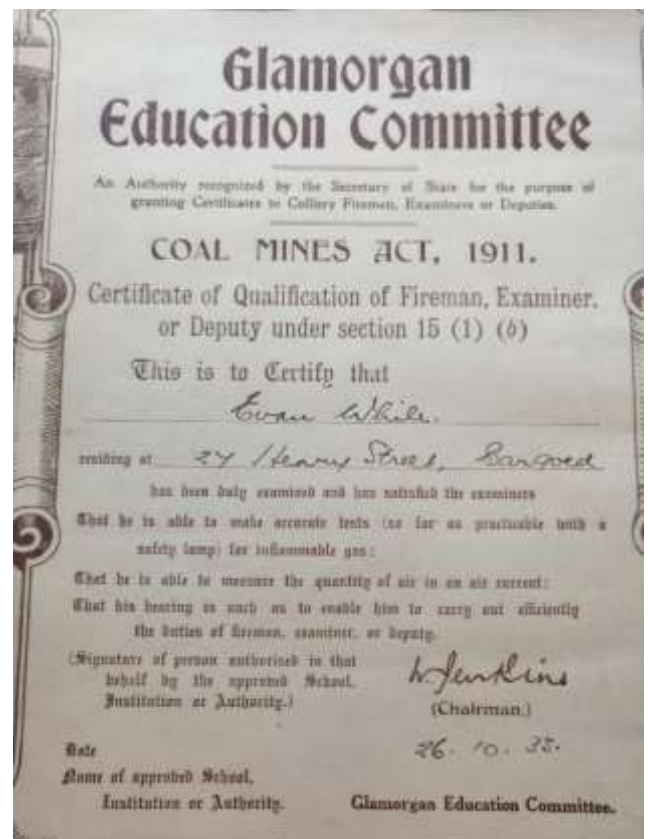 Glamorgan
Education Committee
An Authority recognized by the Secretary of State for the purpose of
granting Certificates to Colliery Firemen, Examiners or Deputies.
COAL MINES ACT, 1911.
Certificate of Qualification of Fireman, Examiner,
or Deputy under section 15 (1) (b)
This is to Certify that
Evan White.
residing at 27 Henry Street, Bargoed
has been duly examined and has satisfied the examiners
That he is able to make accurate tests (so far as practicable with a
safety lamp) for inflammable gas;
That he is able to measure the quantity of air in an air current;
That his hearing is such as to enable him to carry out efficiently
the duties of fireman, examiner, or deputy.
(Signature of person authorised in that
behalf by the approved School,
Institution or Authority.)
W Jenkins
(Chairman.)
Date
26. 10. 32.
Name of approved School,
Institution or Authority.
Glamorgan Education Committee.